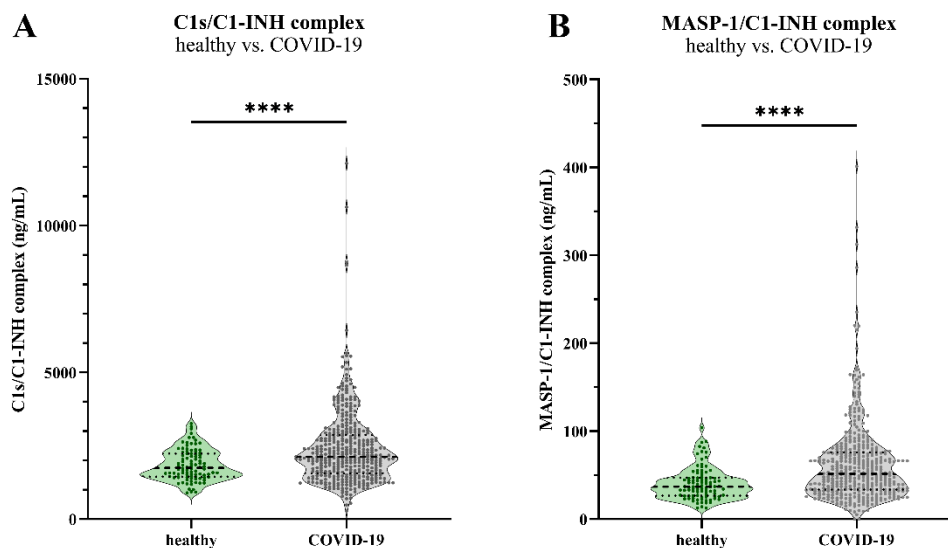 A
C1s/C1-INH complex
healthy vs. COVID-19
****
C1s/C1-INH complex (ng/mL)
15000
10000
5000
0
healthy
COVID-19
B
MASP-1/C1-INH complex
healthy vs. COVID-19
****
MASP-1/C1-INH complex (ng/mL)
500
400
300
200
100
0
healthy
COVID-19